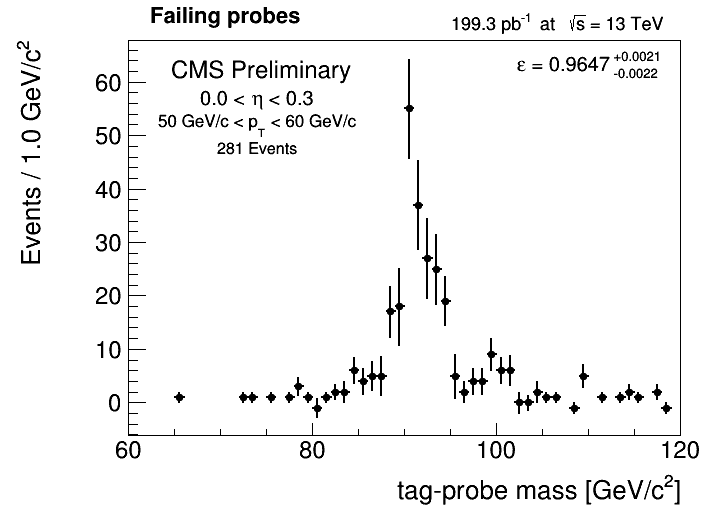 Failing probes
199.3 pb⁻¹ at √s = 13 TeV
CMS Preliminary
0.0 < η < 0.3
50 GeV/c < p_T < 60 GeV/c
281 Events
ε = 0.9647 +0.0021 -0.0022
Events / 1.0 GeV/c²
60
50
40
30
20
10
0
60 80 100 120
tag-probe mass [GeV/c²]